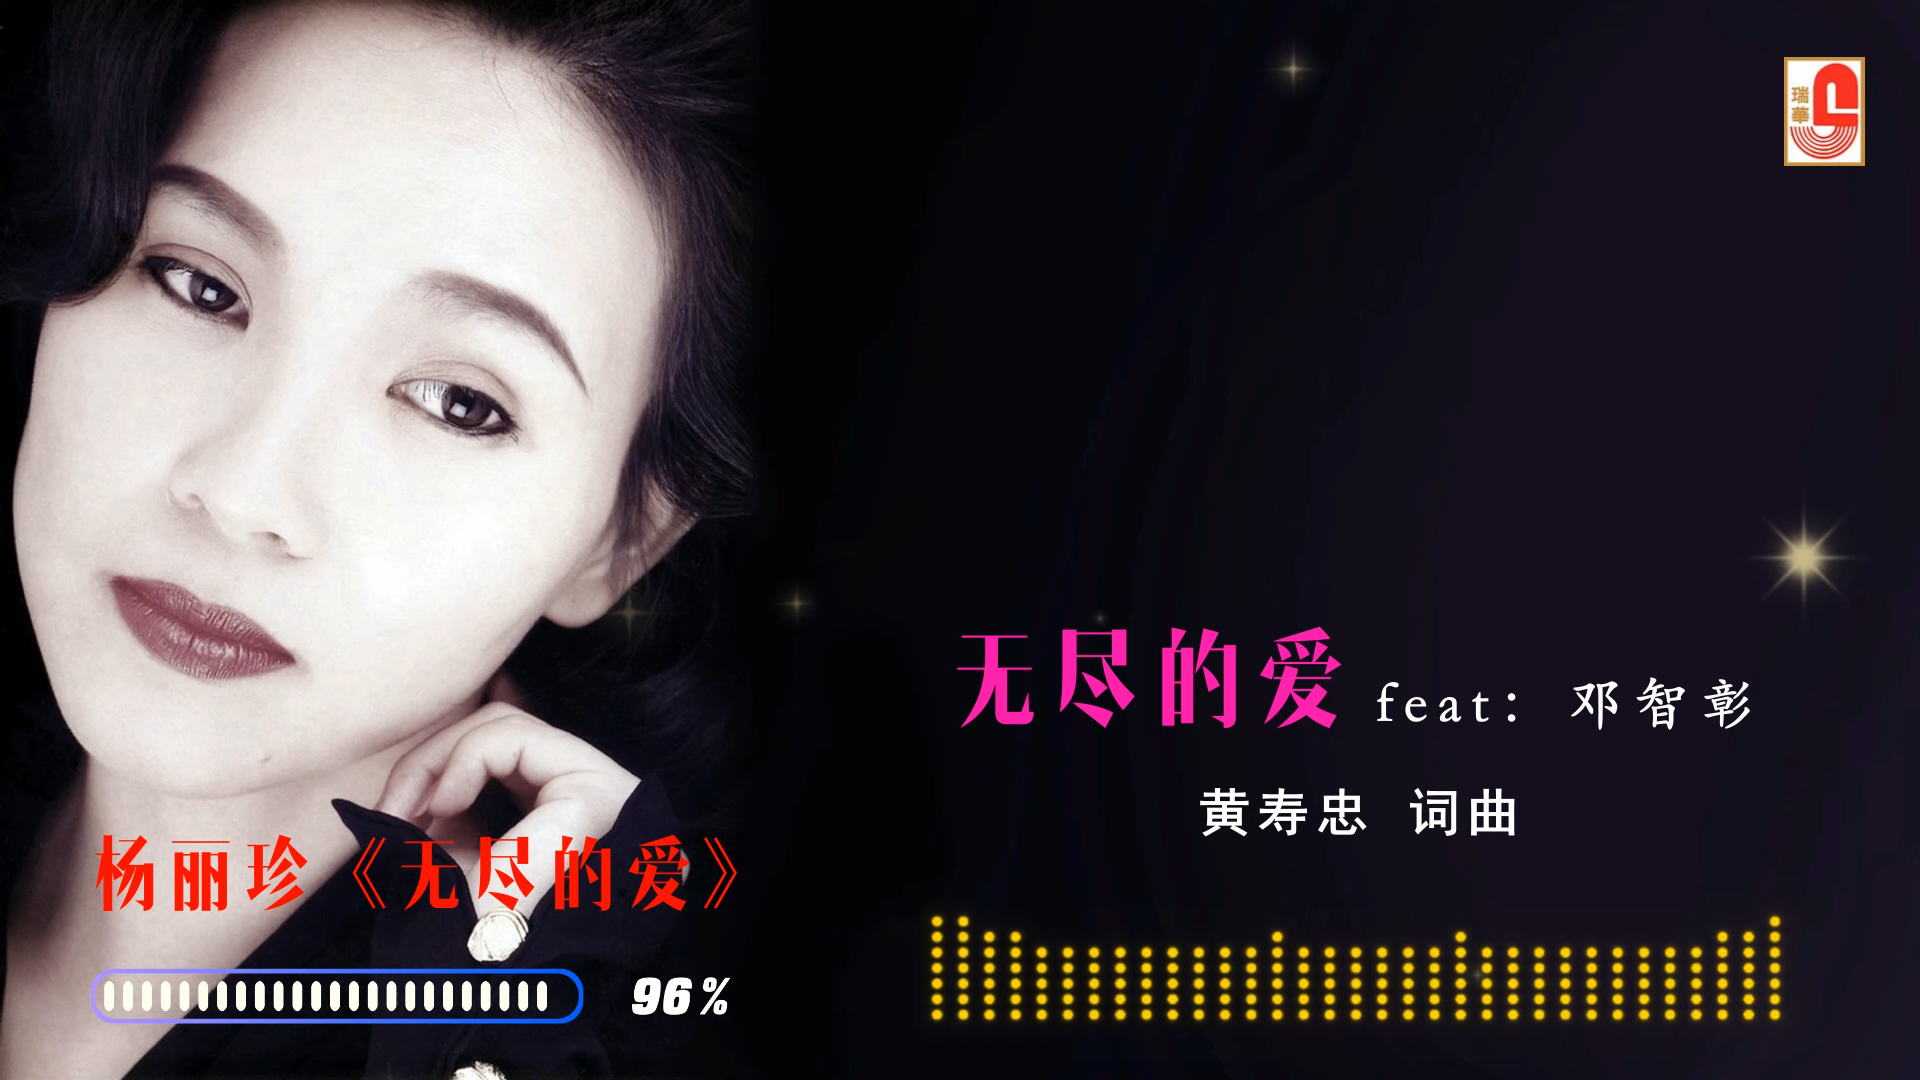 瑞
華
无尽的爱 feat： 邓智彰
黄寿忠 词曲
杨丽珍《无尽的爱》
96%